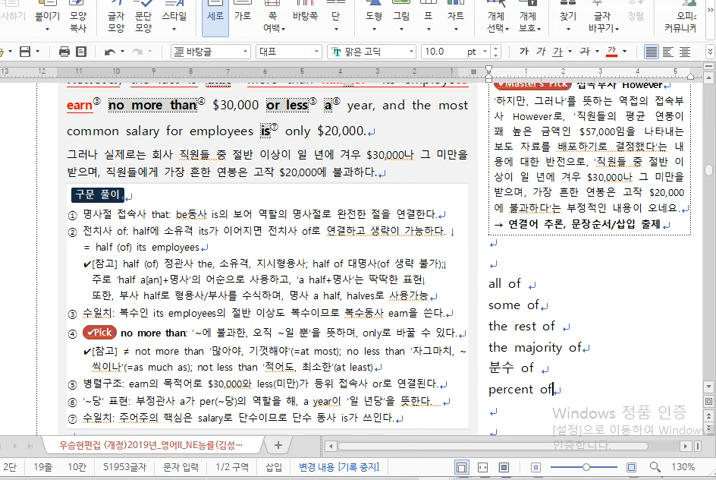 붙이기 모양 복사 글자 모양 문단 모양 스타일 세로 가로 쪽 여백 바탕쪽 단 도형 그림 표 차트 개체 선택 개체 보호 찾기 글자 바꾸기 정렬 오피스 커뮤니케
바탕글 대표 맑은 고딕 10.0 pt 가 가 가 가
13 12 11 10 9 8 7 6 5 4 3 2 1 1 2 3 4 5
earn③ no more than④ $30,000 or less⑤ a⑥ year, and the most
common salary for employees is⑦ only $20,000.
그러나 실제로는 회사 직원들 중 절반 이상이 일 년에 겨우 $30,000나 그 미만을
받으며, 직원들에게 가장 흔한 연봉은 고작 $20,000에 불과하다.
구문 풀이
① 명사절 접속사 that: be동사 is의 보어 역할의 명사절로 완전한 절을 연결한다.
② 전치사 of: half에 소유격 its가 이어지면 전치사 of로 연결하고 생략이 가능하다.
= half (of) its employees
✔[참고] half (of) 정관사 the, 소유격, 지시형용사; half of 대명사(of 생략 불가);
주로 'half a[an]+명사'의 어순으로 사용하고, 'a half+명사'는 딱딱한 표현
또한, 부사 half로 형용사/부사를 수식하며, 명사 a half, halves로 사용가능
③ 수일치: 복수인 its employees의 절반 이상도 복수이므로 복수동사 earn을 쓴다.
④ ✔Pick no more than: '~에 불과한, 오직 ~일 뿐'을 뜻하며, only로 바꿀 수 있다.
✔[참고] ≠ not more than '많아야, 기껏해야'(=at most); no less than '자그마치, ~
씩이나'(=as much as); not less than '적어도, 최소한'(at least)
⑤ 병렬구조: earn의 목적어로 $30,000와 less(미만)가 등위 접속사 or로 연결된다.
⑥ '~당' 표현: 부정관사 a가 per(~당)의 역할을 해, a year이 '일 년당'을 뜻한다.
⑦ 수일치: 주어주의 핵심은 salary로 단수이므로 단수 동사 is가 쓰인다.
✔Master's Pick 접속부사 However
'하지만, 그러나'를 뜻하는 역접의 접속부
사 However로, '직원들의 평균 연봉이
꽤 높은 금액인 $57,000임을 나타내는
보도 자료를 배포하기로 결정했다'는 내
용에 대한 반전으로, '직원들 중 절반 이
상이 일 년에 겨우 $30,000나 그 미만을
받으며, 가장 흔한 연봉은 고작 $20,000
에 불과하다'는 부정적인 내용이 오네요.
→ 연결어 추론, 문장순서/삽입 출제
all of
some of
the rest of
the majority of
분수 of
percent of
Windows 정품 인증
[설정]으로 이동하여 Windows
인증합니다.
우승현편집 (개정)2019년_영어II_NE능률(김성…
2단 19줄 10칸 51953글자 문자 입력 1/2 구역 삽입 변경 내용 [기록 중지] 130%